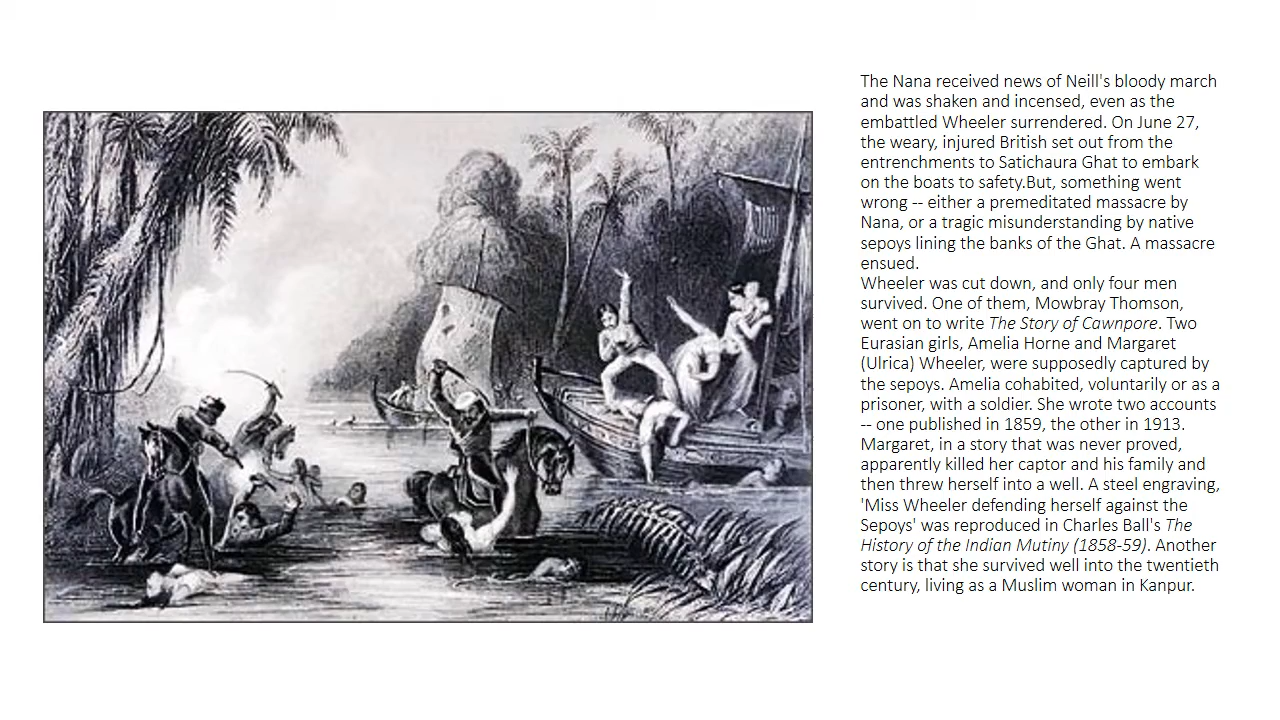 The Nana received news of Neill's bloody march
and was shaken and incensed, even as the
embattled Wheeler surrendered. On June 27,
the weary, injured British set out from the
entrenchments to Satichaura Ghat to embark
on the boats to safety.But, something went
wrong -- either a premeditated massacre by
Nana, or a tragic misunderstanding by native
sepoys lining the banks of the Ghat. A massacre
ensued.
Wheeler was cut down, and only four men
survived. One of them, Mowbray Thomson,
went on to write The Story of Cawnpore. Two
Eurasian girls, Amelia Horne and Margaret
(Ulrica) Wheeler, were supposedly captured by
the sepoys. Amelia cohabited, voluntarily or as a
prisoner, with a soldier. She wrote two accounts
-- one published in 1859, the other in 1913.
Margaret, in a story that was never proved,
apparently killed her captor and his family and
then threw herself into a well. A steel engraving,
'Miss Wheeler defending herself against the
Sepoys' was reproduced in Charles Ball's The
History of the Indian Mutiny (1858-59). Another
story is that she survived well into the twentieth
century, living as a Muslim woman in Kanpur.